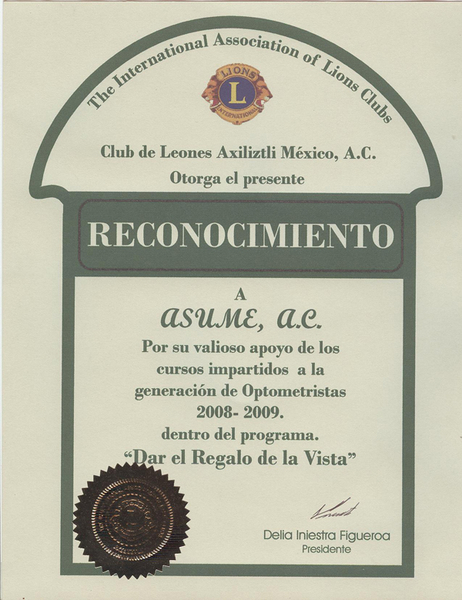 The International Association of Lions Clubs
LIONS
L
INTERNATIONAL
Club de Leones Axiliztli México, A.C.
Otorga el presente
RECONOCIMIENTO
A
ASUME, A.C.
Por su valioso apoyo de los
cursos impartidos a la
generación de Optometristas
2008- 2009.
dentro del programa.
“Dar el Regalo de la Vista”
Delia Iniestra Figueroa
Presidente